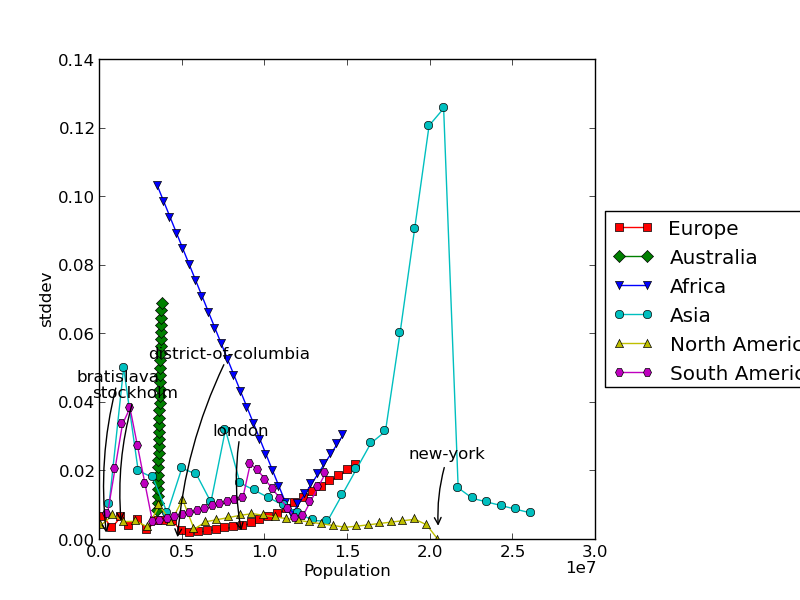 0.14
0.12
0.10
0.08
0.06
0.04
0.02
0.00
stddev
district-of-columbia
bratislava
stockholm
london
new-york
0.0 0.5 1.0 1.5 2.0 2.5 3.0
1e7
Population
Europe
Australia
Africa
Asia
North Americ
South Americ